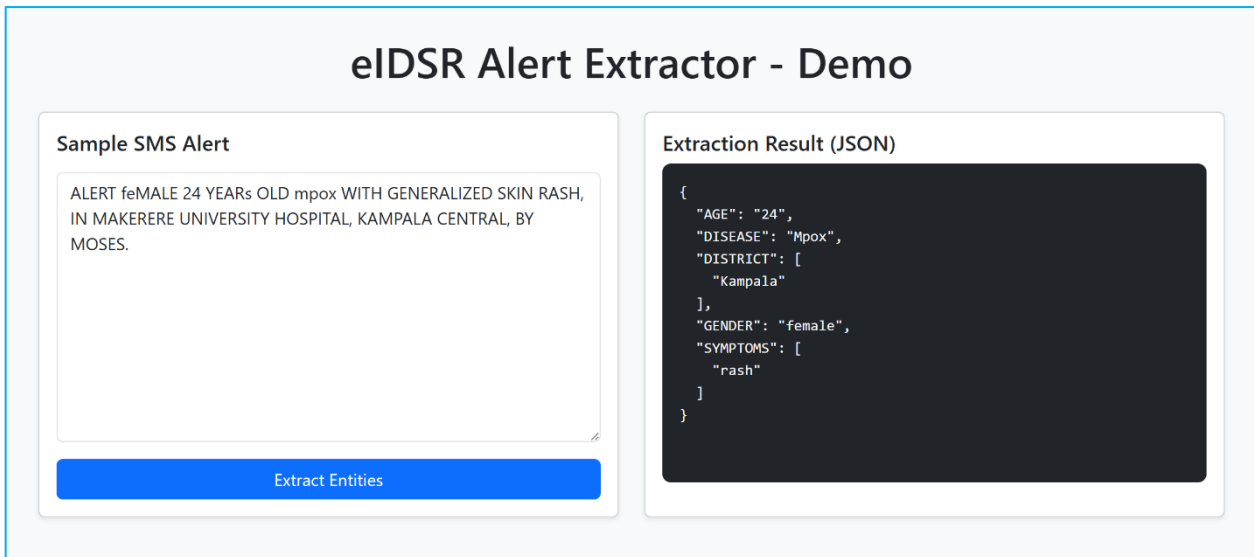 eIDSR Alert Extractor - Demo
Sample SMS Alert
ALERT feMALE 24 YEARs OLD mpox WITH GENERALIZED SKIN RASH,
IN MAKERERE UNIVERSITY HOSPITAL, KAMPALA CENTRAL, BY
MOSES.
Extract Entities
Extraction Result (JSON)
{
  "AGE": "24",
  "DISEASE": "Mpox",
  "DISTRICT": [
    "Kampala"
  ],
  "GENDER": "female",
  "SYMPTOMS": [
    "rash"
  ]
}